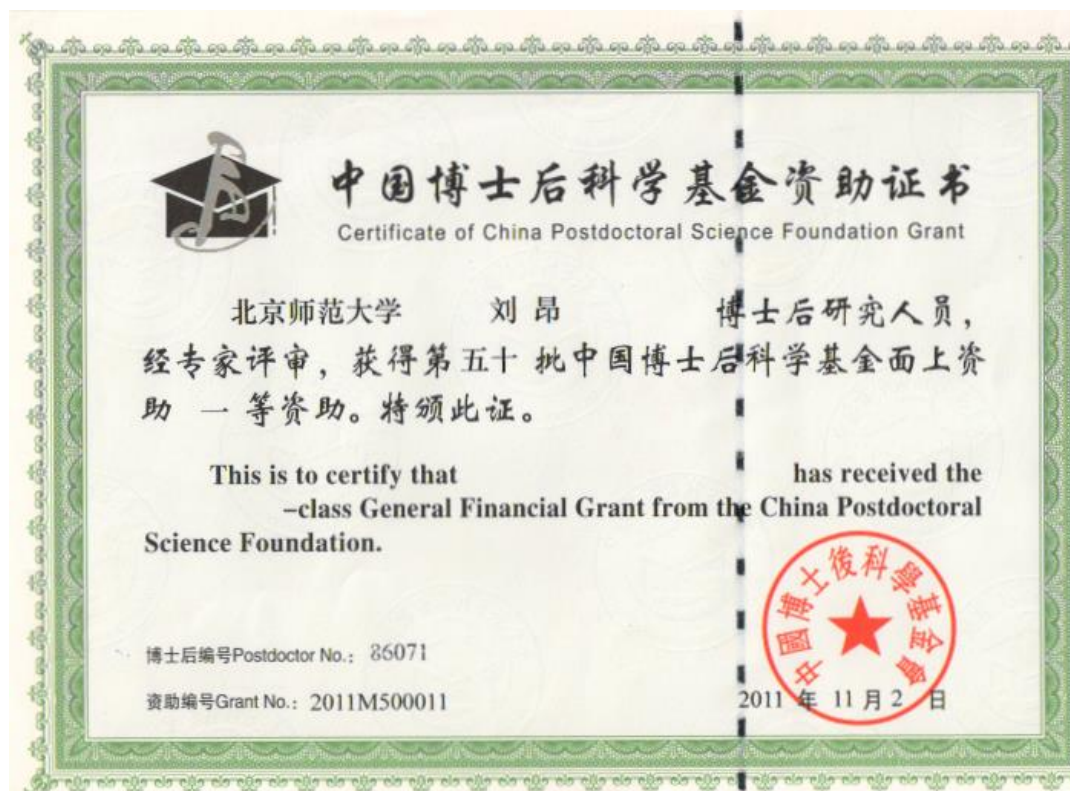 中国博士后科学基金资助证书
Certificate of China Postdoctoral Science Foundation Grant
北京师范大学 刘昂 博士后研究人员，
经专家评审，获得第五十 批中国博士后科学基金面上资
助 一 等资助。特颁此证。
This is to certify that has received the
-class General Financial Grant from the China Postdoctoral
Science Foundation.
中國博士後科學基金會
博士后编号Postdoctor No.：86071
资助编号Grant No.：2011M500011
2011 年 11 月 2 日